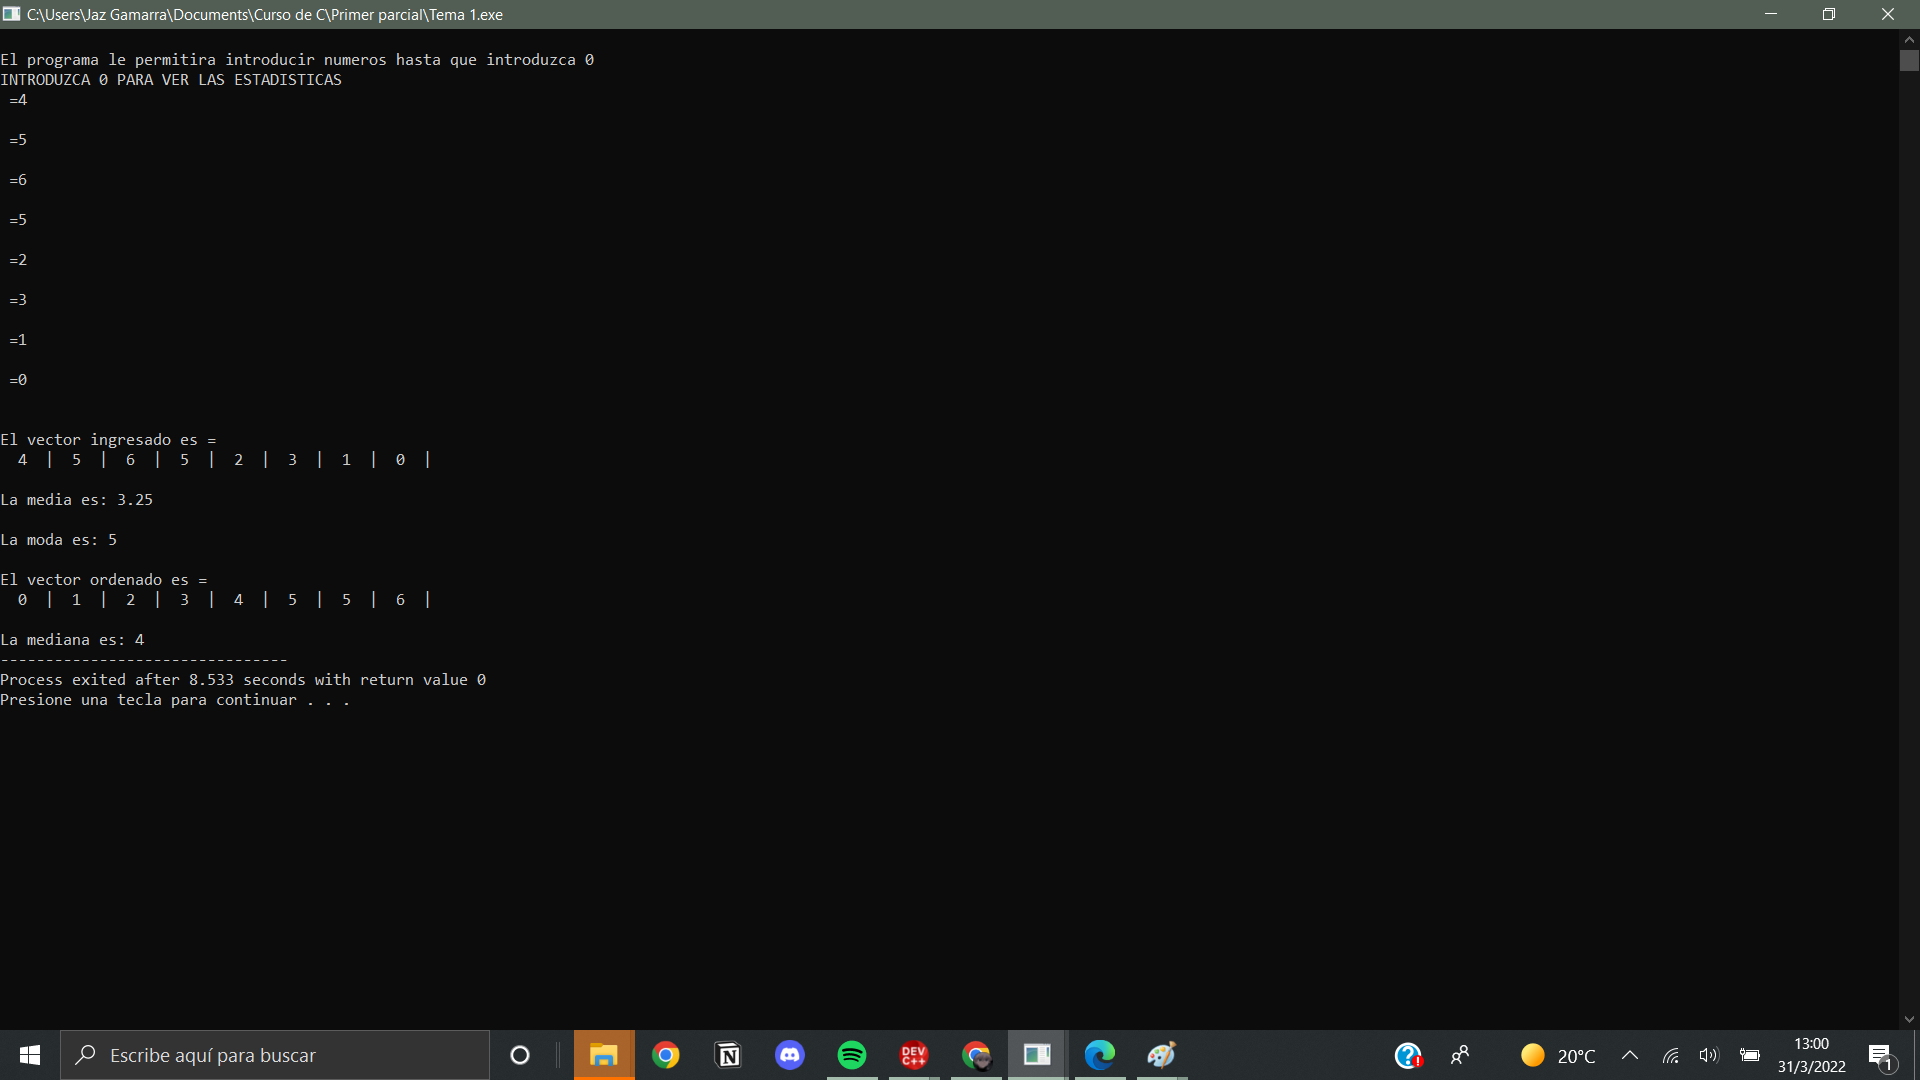 C:\Users\Jaz Gamarra\Documents\Curso de C\Primer parcial\Tema 1.exe
El programa le permitira introducir numeros hasta que introduzca 0
INTRODUZCA 0 PARA VER LAS ESTADISTICAS
=4
=5
=6
=5
=2
=3
=1
=0
El vector ingresado es =
4 | 5 | 6 | 5 | 2 | 3 | 1 | 0 |
La media es: 3.25
La moda es: 5
El vector ordenado es =
0 | 1 | 2 | 3 | 4 | 5 | 5 | 6 |
La mediana es: 4
--------------------------------
Process exited after 8.533 seconds with return value 0
Presione una tecla para continuar . . .
Escribe aquí para buscar
DEV C++
20°C
13:00
31/3/2022
1